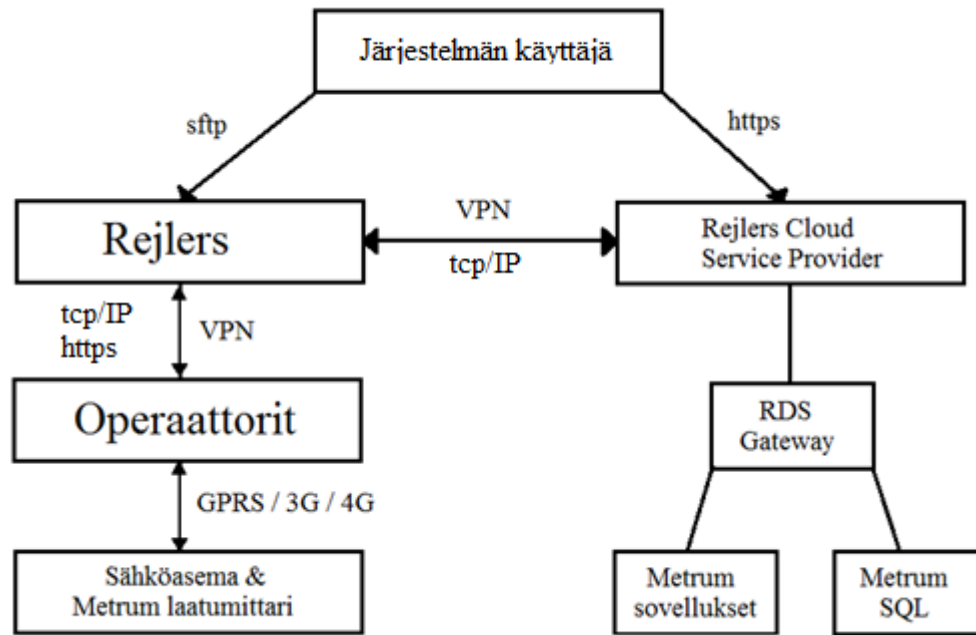 Järjestelmän käyttäjä
sftp
https
Rejlers
VPN
tcp/IP
Rejlers Cloud
Service Provider
tcp/IP
https
VPN
Operaattorit
RDS
Gateway
GPRS / 3G / 4G
Sähköasema &
Metrum laatumittari
Metrum
sovellukset
Metrum
SQL